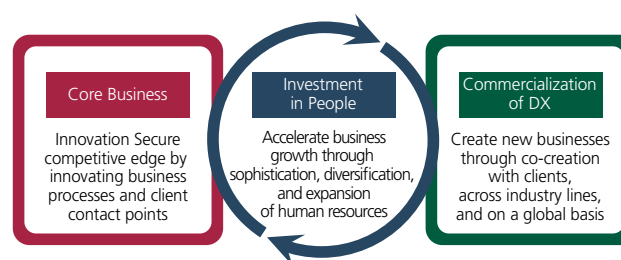 Core Business
Innovation Secure
competitive edge by
innovating business
processes and client
contact points
Investment
in People
Accelerate business
growth through
sophistication, diversification,
and expansion
of human resources
Commercialization
of DX
Create new businesses
through co-creation
with clients,
across industry lines,
and on a global basis